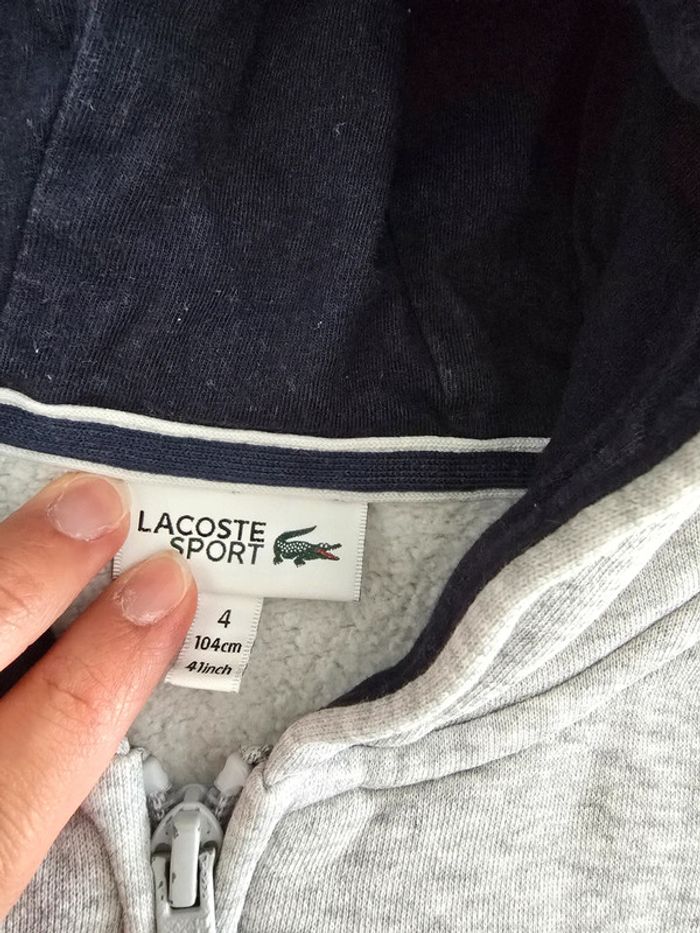 LACOSTE
SPORT
4
104cm
41inch